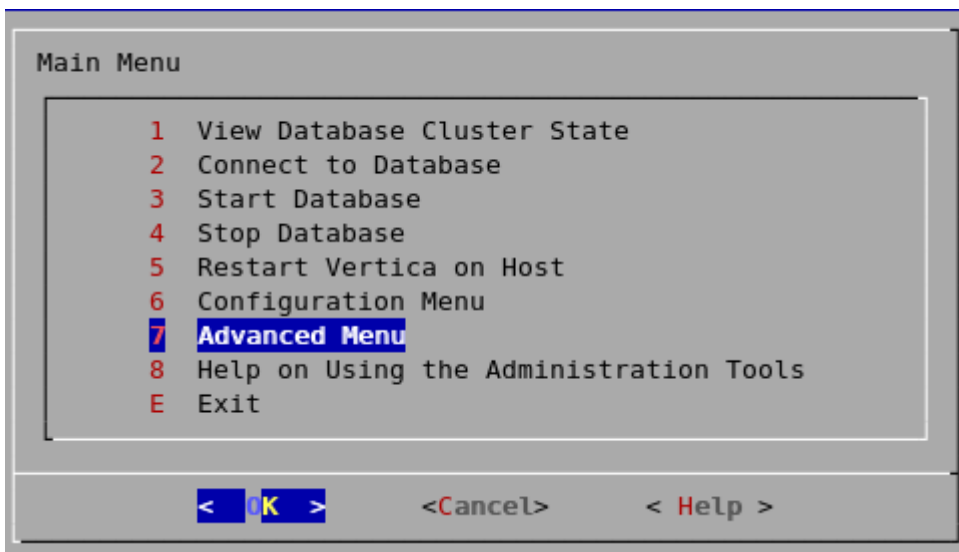 Main Menu
1 View Database Cluster State
2 Connect to Database
3 Start Database
4 Stop Database
5 Restart Vertica on Host
6 Configuration Menu
7 Advanced Menu
8 Help on Using the Administration Tools
E Exit
< OK > <Cancel> < Help >